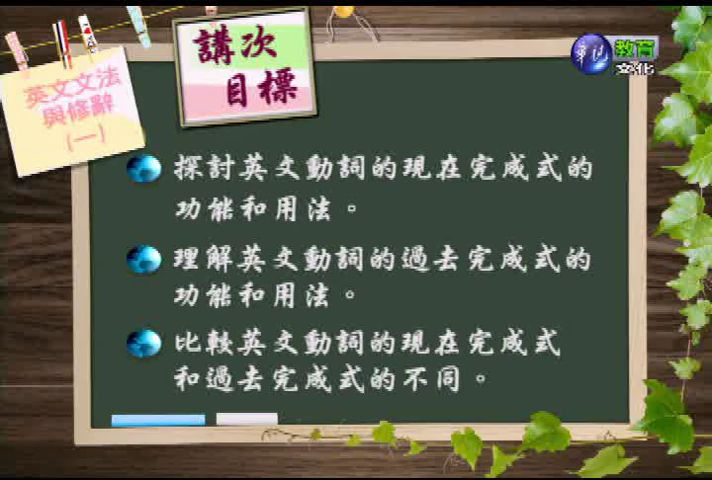 英文文法
與修辭
(一)
講次
目標
華視
教育
文化
探討英文動詞的現在完成式的
功能和用法。
理解英文動詞的過去完成式的
功能和用法。
比較英文動詞的現在完成式
和過去完成式的不同。